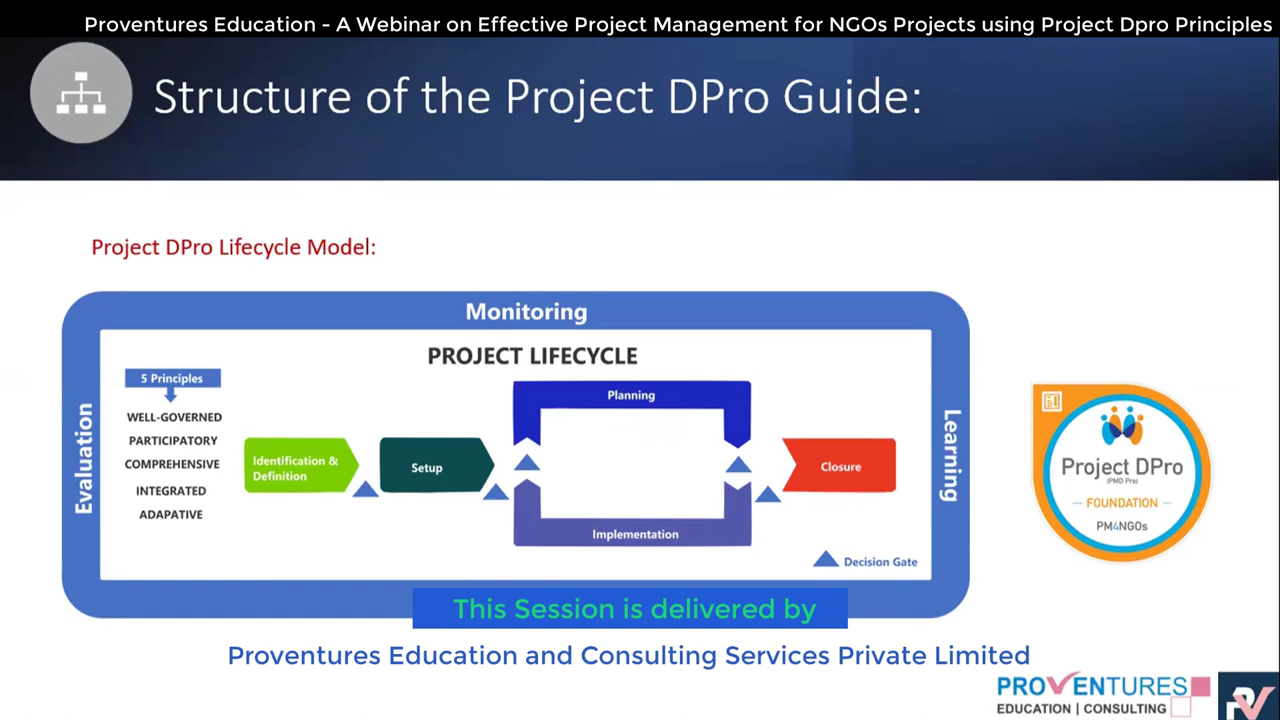 Proventures Education - A Webinar on Effective Project Management for NGOs Projects using Project Dpro Principles
Structure of the Project DPro Guide:
Project DPro Lifecycle Model:
Monitoring
PROJECT LIFECYCLE
Evaluation
5 Principles
WELL-GOVERNED
PARTICIPATORY
COMPREHENSIVE
INTEGRATED
ADAPATIVE
Identification &
Definition
Setup
Planning
Implementation
Closure
Decision Gate
Learning
Project DPro
(PMD Pro)
FOUNDATION
PM4NGOs
This Session is delivered by
Proventures Education and Consulting Services Private Limited
PROVENTURES
EDUCATION | CONSULTING
PV